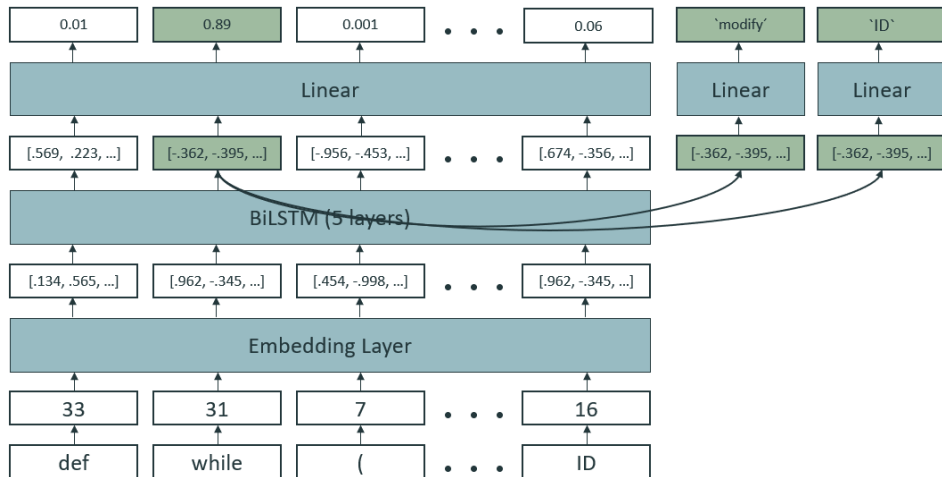 0.01 0.89 0.001 • • • 0.06 `modify´ `ID`
Linear Linear Linear
[.569, .223, ...] [-.362, -.395, ...] [-.956, -.453, ...] • • • [.674, -.356, ...] [-.362, -.395, ...] [-.362, -.395, ...]
BiLSTM (5 layers)
[.134, .565, ...] [.962, -.345, ...] [.454, -.998, ...] • • • [.962, -.345, ...]
Embedding Layer
33 31 7 • • • 16
def while ( • • • ID